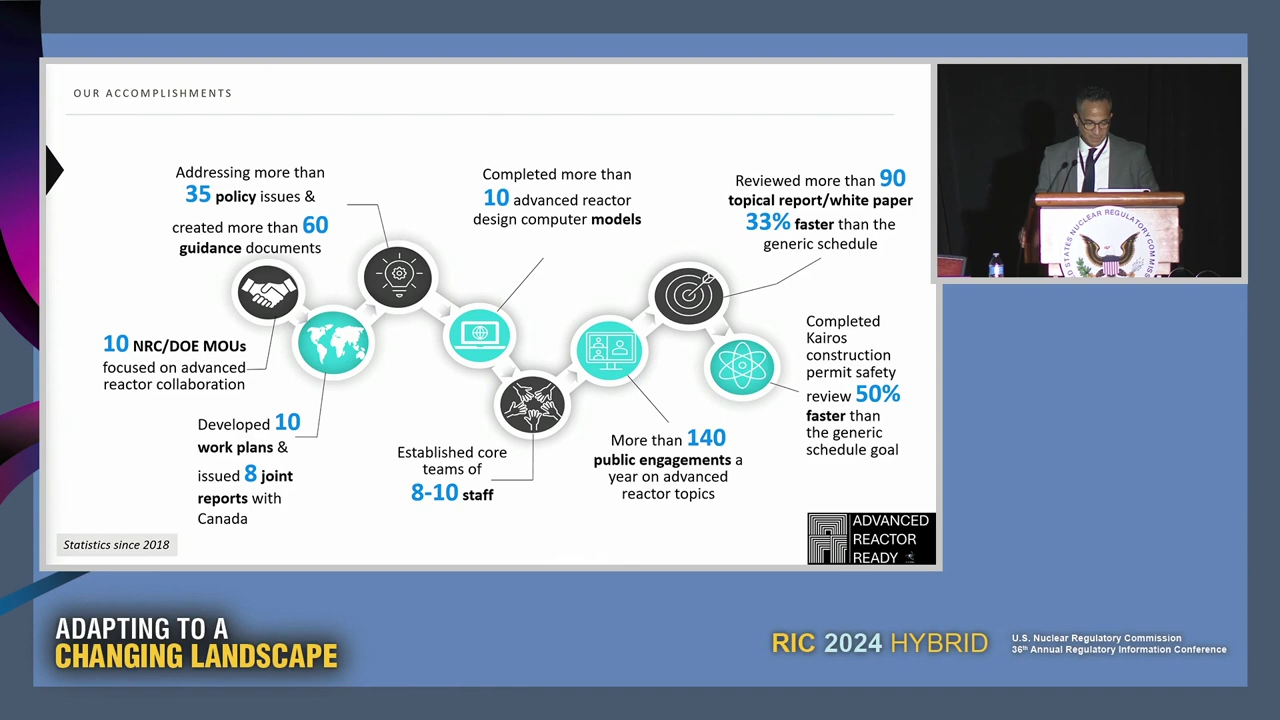 OUR ACCOMPLISHMENTS
Addressing more than
35 policy issues &
created more than 60
guidance documents
Completed more than
10 advanced reactor
design computer models
Reviewed more than 90
topical report/white paper
33% faster than the
generic schedule
10 NRC/DOE MOUs
focused on advanced
reactor collaboration
Developed 10
work plans &
issued 8 joint
reports with
Canada
Established core
teams of
8-10 staff
More than 140
public engagements a
year on advanced
reactor topics
Completed
Kairos
construction
permit safety
review 50%
faster than
the generic
schedule goal
Statistics since 2018
ADVANCED
REACTOR
READY
STATES NUCLEAR REGULATORY
ADAPTING TO A
CHANGING LANDSCAPE
RIC 2024 HYBRID
U.S. Nuclear Regulatory Commission
36th Annual Regulatory Information Conference